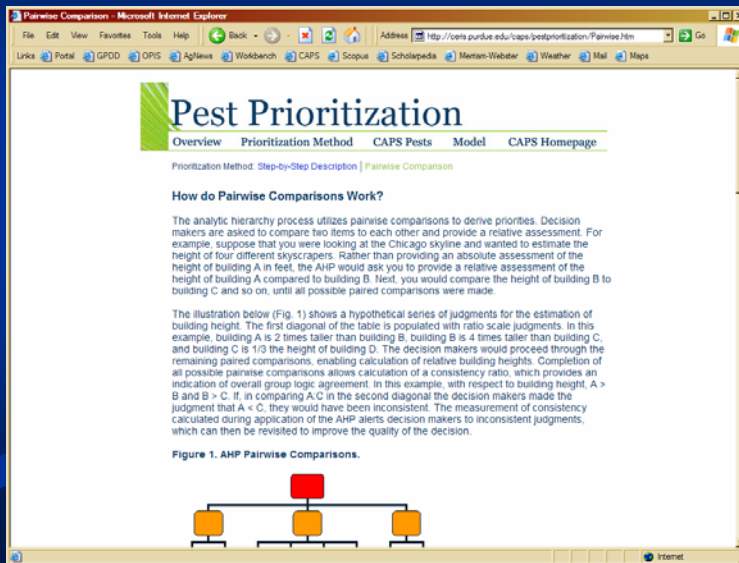 Pairwise Comparison - Microsoft Internet Explorer
File Edit View Favorites Tools Help Back Address http://ceris.purdue.edu/caps/pestprioritization/Pairwise.htm Go
Links Portal GPDD OPIS AgNews Workbench CAPS Scopus Scholarpedia Merriam-Webster Weather Mail Maps
Pest Prioritization
Overview Prioritization Method CAPS Pests Model CAPS Homepage
Prioritization Method: Step-by-Step Description | Pairwise Comparison
How do Pairwise Comparisons Work?
The analytic hierarchy process utilizes pairwise comparisons to derive priorities. Decision
makers are asked to compare two items to each other and provide a relative assessment. For
example, suppose that you were looking at the Chicago skyline and wanted to estimate the
height of four different skyscrapers. Rather than providing an absolute assessment of the
height of building A in feet, the AHP would ask you to provide a relative assessment of the
height of building A compared to building B. Next, you would compare the height of building B to
building C and so on, until all possible paired comparisons were made.
The illustration below (Fig. 1) shows a hypothetical series of judgments for the estimation of
building height. The first diagonal of the table is populated with ratio scale judgments. In this
example, building A is 2 times taller than building B, building B is 4 times taller than building C,
and building C is 1/3 the height of building D. The decision makers would proceed through the
remaining paired comparisons, enabling calculation of relative building heights. Completion of
all possible pairwise comparisons allows calculation of a consistency ratio, which provides an
indication of overall group logic agreement. In this example, with respect to building height, A >
B and B > C. If, in comparing A:C in the second diagonal the decision makers made the
judgment that A < C, they would have been inconsistent. The measurement of consistency
calculated during application of the AHP alerts decision makers to inconsistent judgments,
which can then be revisited to improve the quality of the decision.
Figure 1. AHP Pairwise Comparisons.
Internet